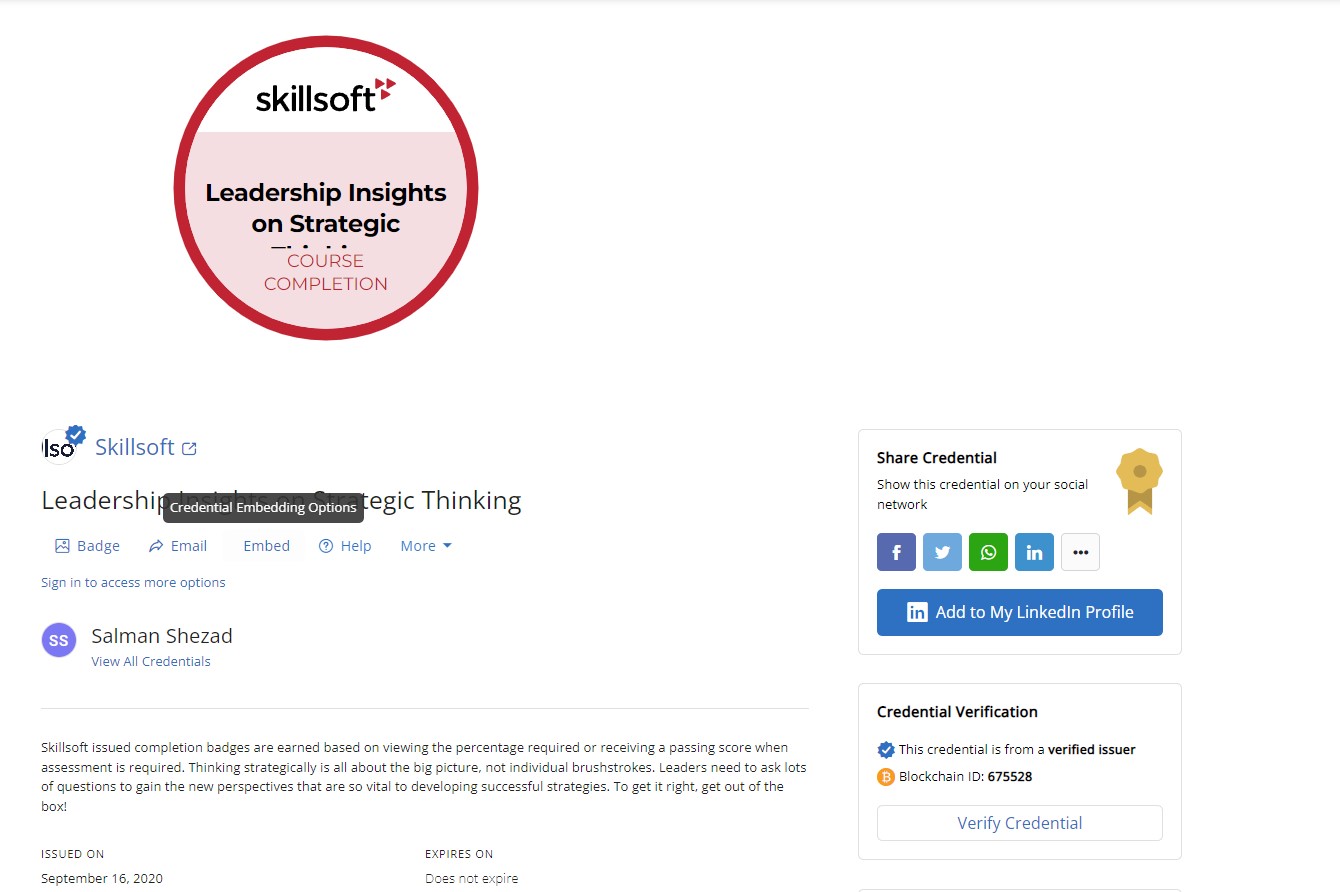 skillsoft
Leadership Insights
on Strategic
COURSE
COMPLETION
lso
Skillsoft
Leadership Strategic Thinking
Credential Embedding Options
Badge
Email
Embed
Help
More
Sign in to access more options
SS
Salman Shezad
View All Credentials
Skillsoft issued completion badges are earned based on viewing the percentage required or receiving a passing score when
assessment is required. Thinking strategically is all about the big picture, not individual brushstrokes. Leaders need to ask lots
of questions to gain the new perspectives that are so vital to developing successful strategies. To get it right, get out of the
box!
ISSUED ON
September 16, 2020
EXPIRES ON
Does not expire
Share Credential
Show this credential on your social
network
Add to My LinkedIn Profile
Credential Verification
This credential is from a verified issuer
Blockchain ID: 675528
Verify Credential